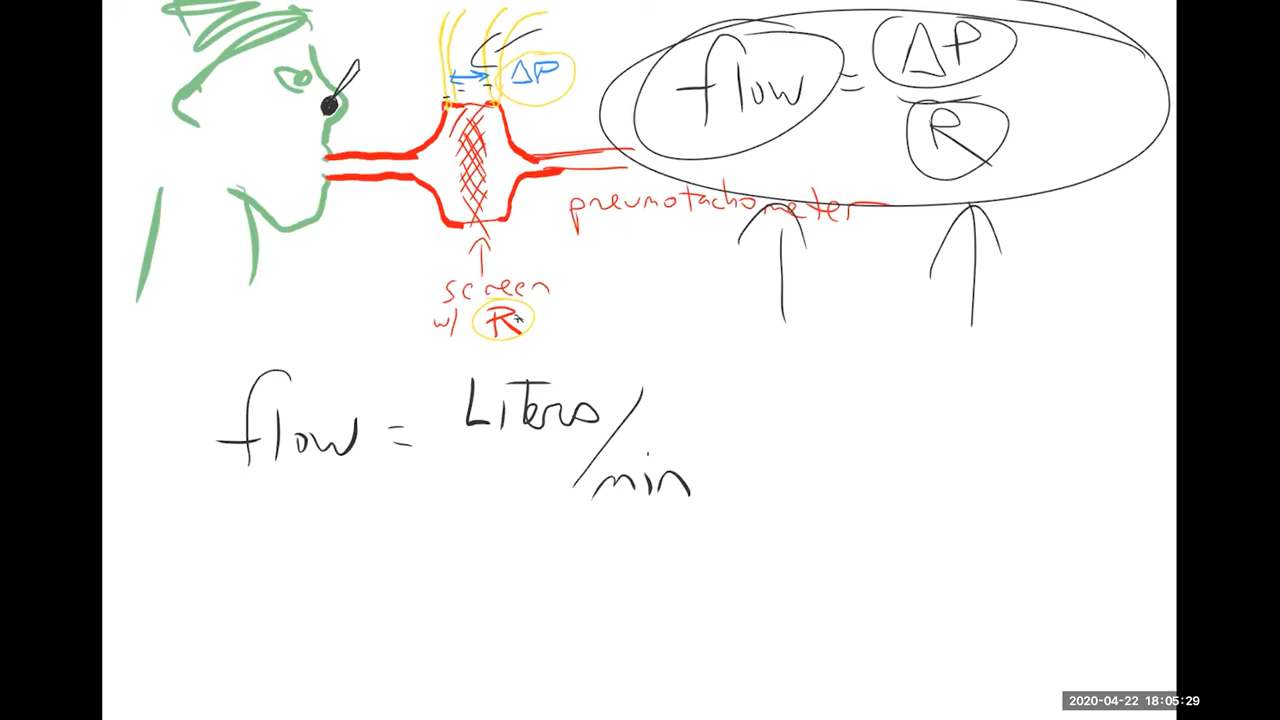 ΔP
flow = ΔP / R
pneumotachometer
screen
w/ R
flow = Liters/min
2020-04-22 18:05:29